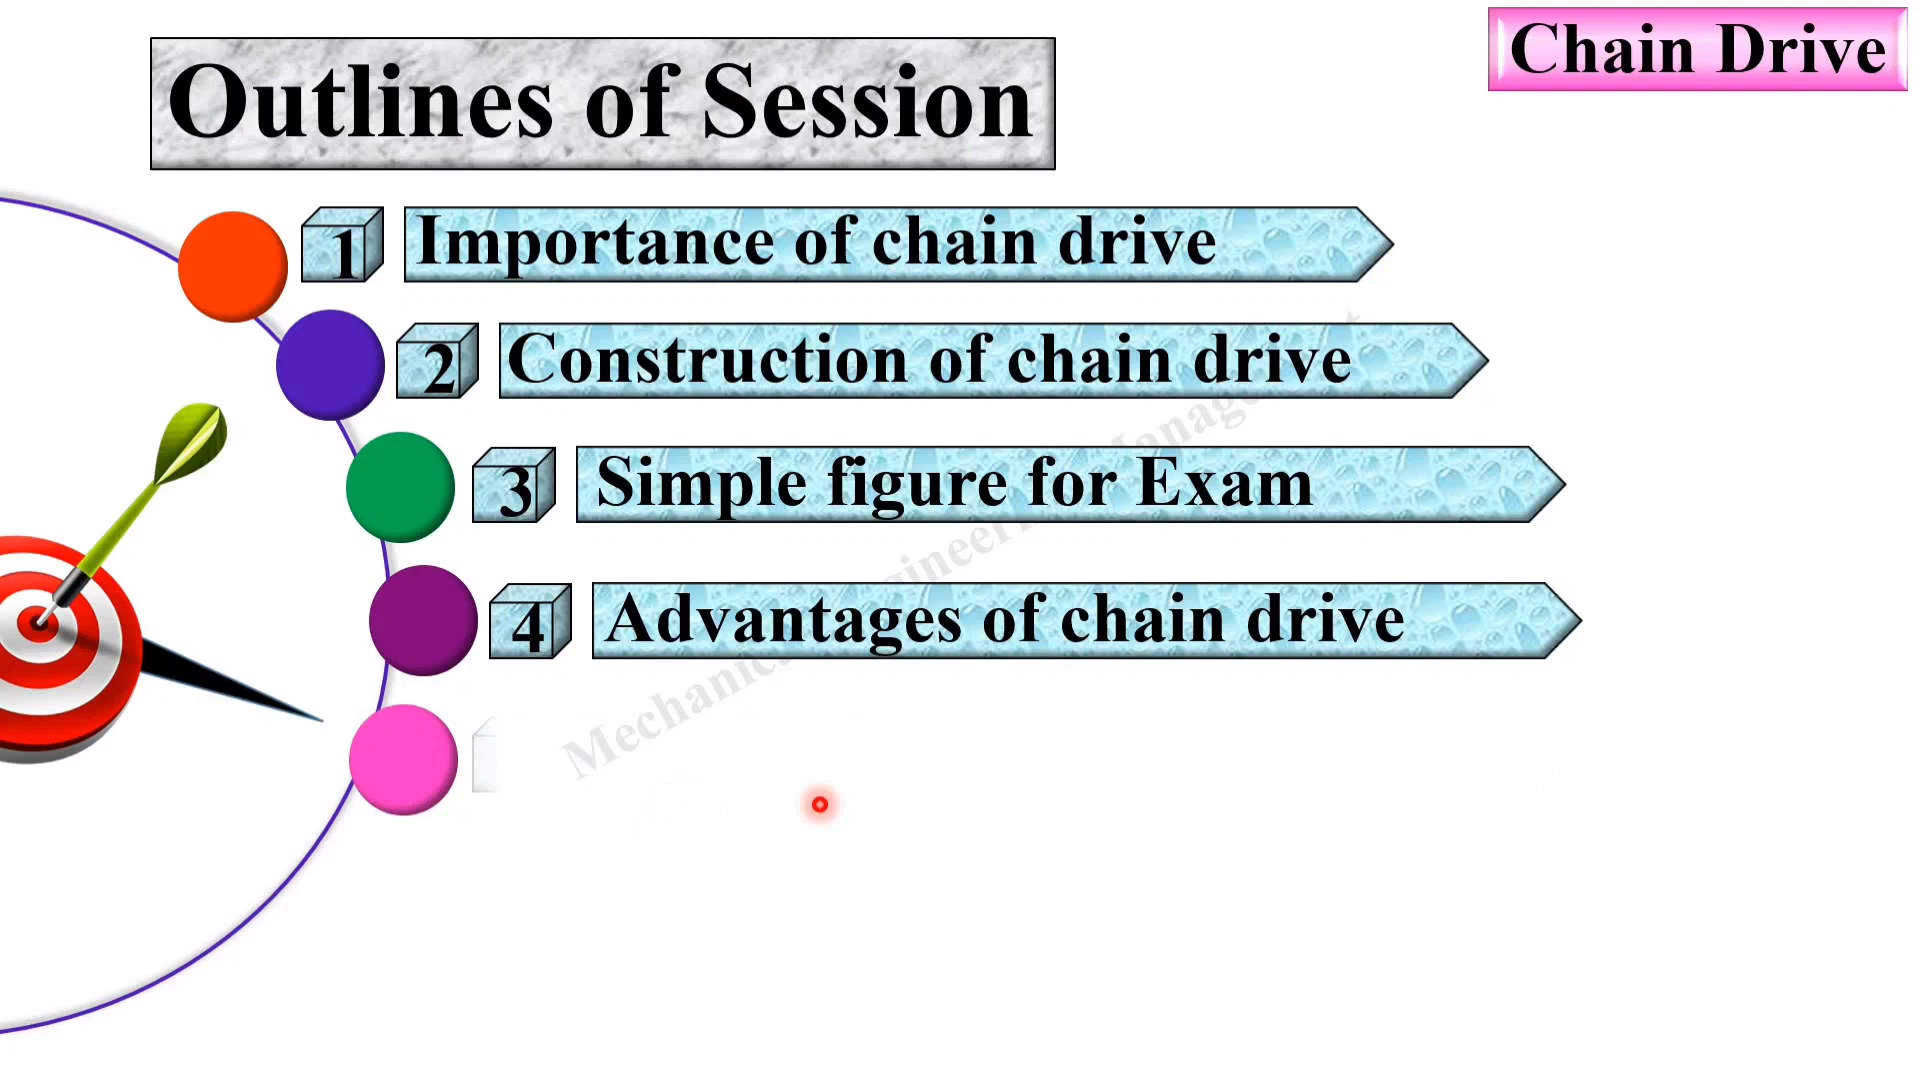 Chain Drive
Outlines of Session
1 Importance of chain drive
2 Construction of chain drive
3 Simple figure for Exam
4 Advantages of chain drive